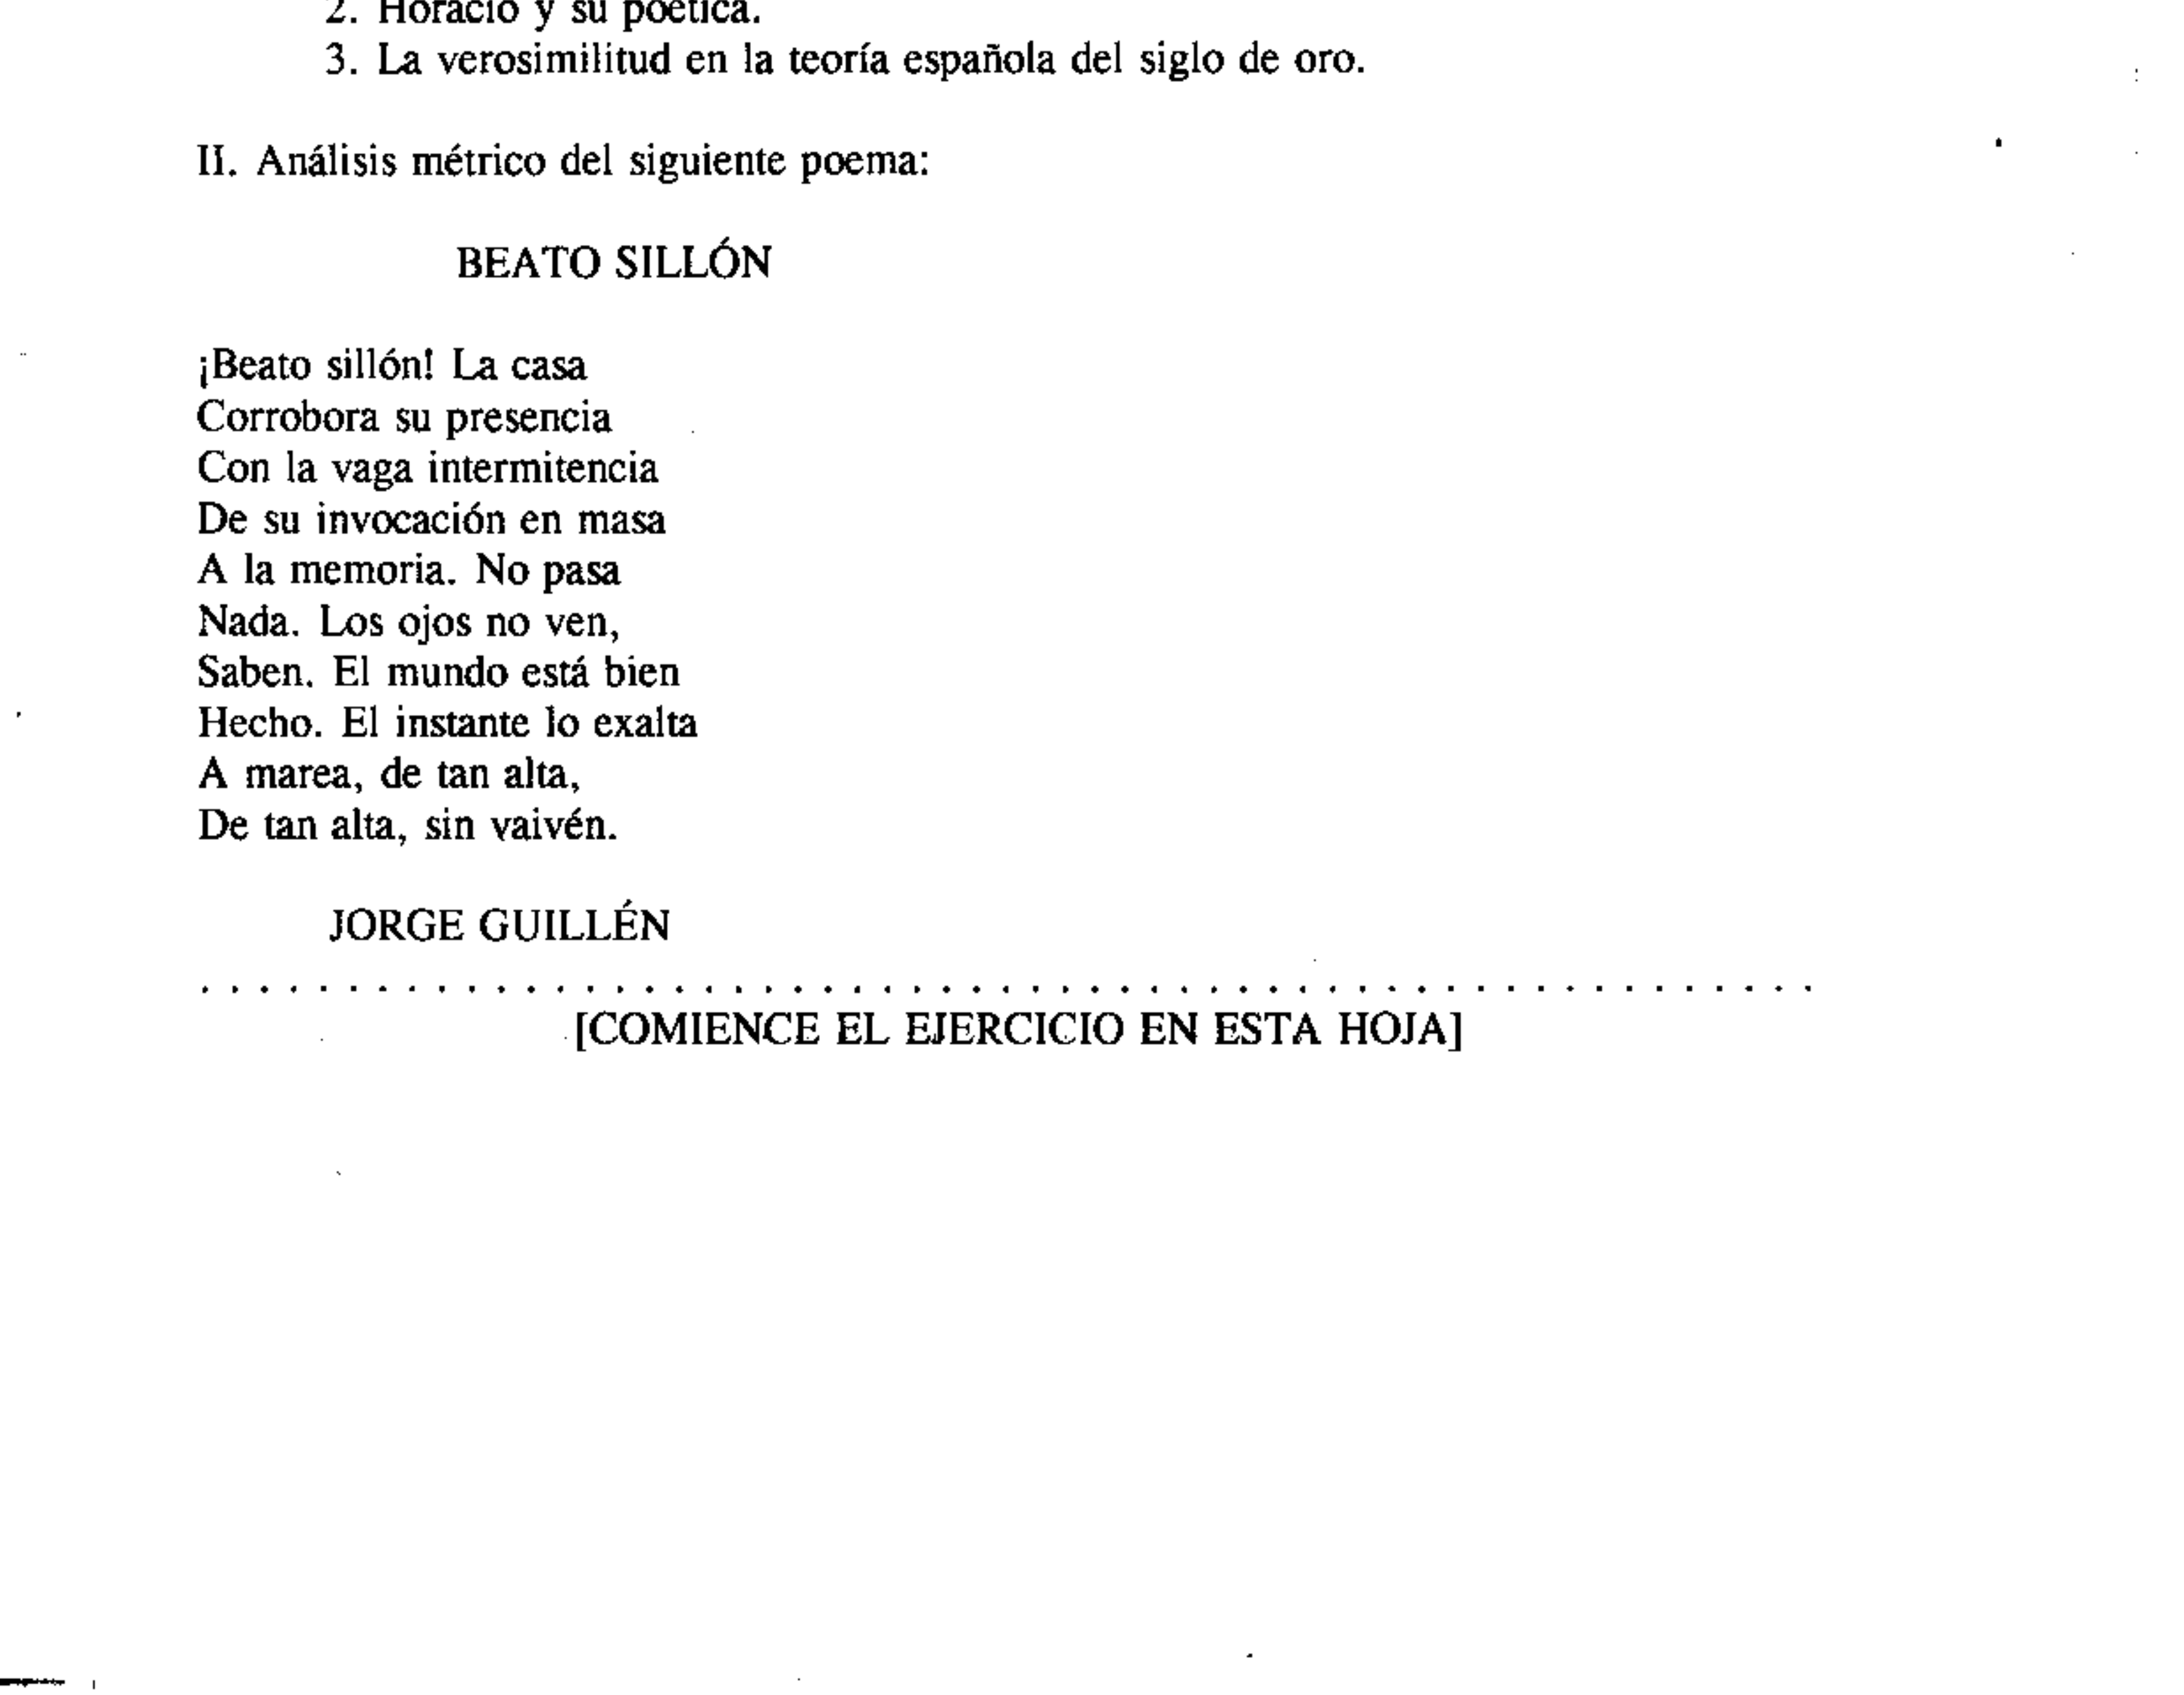 2. Horacio y su poética.
3. La verosimilitud en la teoría española del siglo de oro.
II. Análisis métrico del siguiente poema:
BEATO SILLÓN
¡Beato sillón! La casa
Corrobora su presencia
Con la vaga intermitencia
De su invocación en masa
A la memoria. No pasa
Nada. Los ojos no ven,
Saben. El mundo está bien
Hecho. El instante lo exalta
A marea, de tan alta,
De tan alta, sin vaivén.
JORGE GUILLÉN
. . . . . . . . . . . . . . . . . . . . . . . . . . . . . . . . . . . . . . . . . . . . . . . . . . . . . . .
[COMIENCE EL EJERCICIO EN ESTA HOJA]